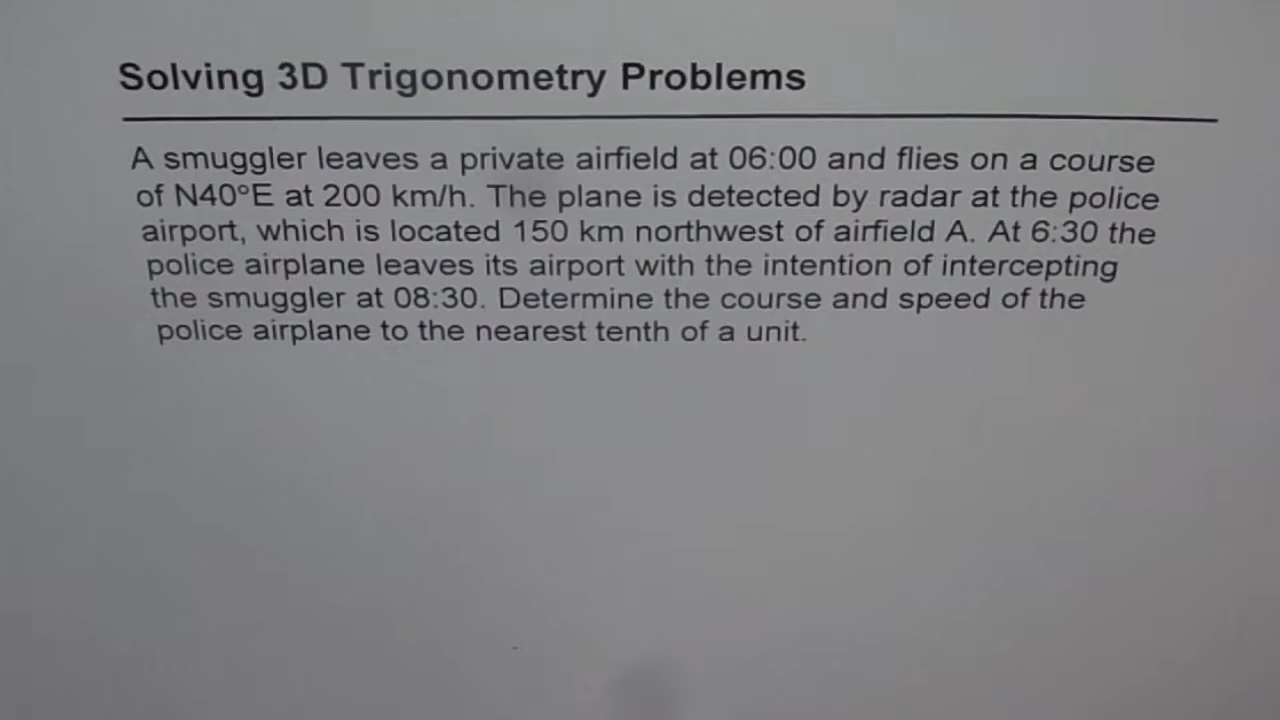 Solving 3D Trigonometry Problems
A smuggler leaves a private airfield at 06:00 and flies on a course
of N40°E at 200 km/h. The plane is detected by radar at the police
airport, which is located 150 km northwest of airfield A. At 6:30 the
police airplane leaves its airport with the intention of intercepting
the smuggler at 08:30. Determine the course and speed of the
police airplane to the nearest tenth of a unit.